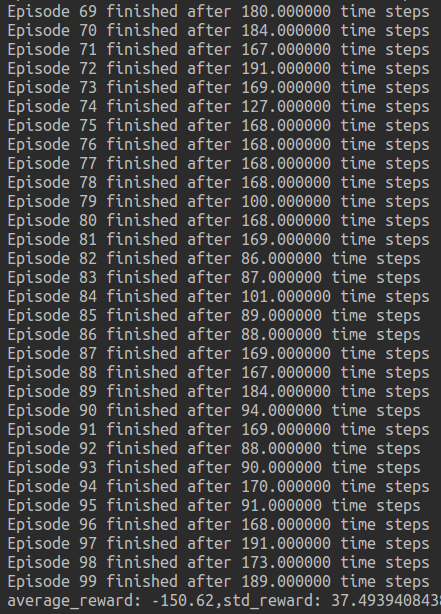 Episode 69 finished after 180.000000 time steps
Episode 70 finished after 184.000000 time steps
Episode 71 finished after 167.000000 time steps
Episode 72 finished after 191.000000 time steps
Episode 73 finished after 169.000000 time steps
Episode 74 finished after 127.000000 time steps
Episode 75 finished after 168.000000 time steps
Episode 76 finished after 168.000000 time steps
Episode 77 finished after 168.000000 time steps
Episode 78 finished after 168.000000 time steps
Episode 79 finished after 100.000000 time steps
Episode 80 finished after 168.000000 time steps
Episode 81 finished after 169.000000 time steps
Episode 82 finished after 86.000000 time steps
Episode 83 finished after 87.000000 time steps
Episode 84 finished after 101.000000 time steps
Episode 85 finished after 89.000000 time steps
Episode 86 finished after 88.000000 time steps
Episode 87 finished after 169.000000 time steps
Episode 88 finished after 167.000000 time steps
Episode 89 finished after 184.000000 time steps
Episode 90 finished after 94.000000 time steps
Episode 91 finished after 169.000000 time steps
Episode 92 finished after 88.000000 time steps
Episode 93 finished after 90.000000 time steps
Episode 94 finished after 170.000000 time steps
Episode 95 finished after 91.000000 time steps
Episode 96 finished after 168.000000 time steps
Episode 97 finished after 191.000000 time steps
Episode 98 finished after 173.000000 time steps
Episode 99 finished after 189.000000 time steps
average_reward: -150.62,std_reward: 37.4939408438